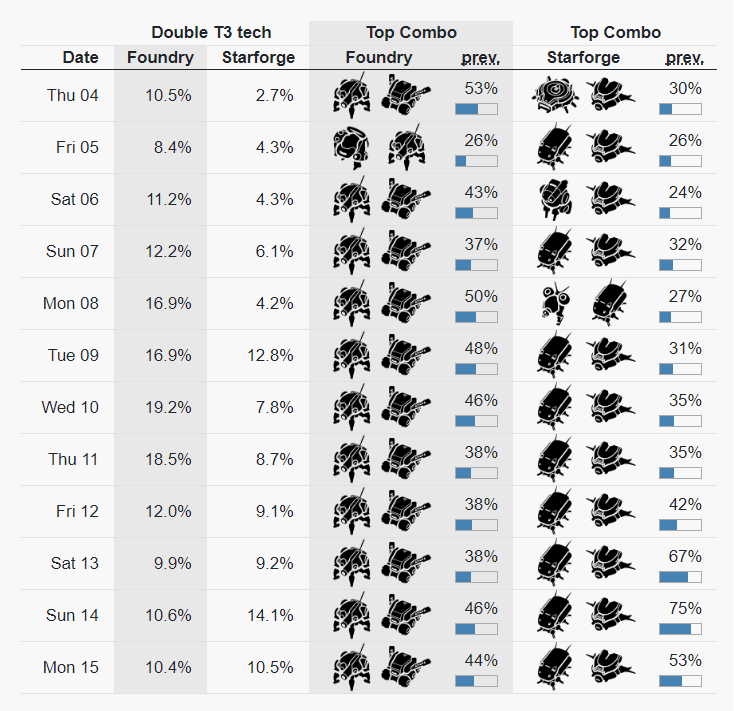 Double T3 tech Top Combo Top Combo
Date Foundry Starforge Foundry prev. Starforge prev.
Thu 04 10.5% 2.7% 53% 30%
Fri 05 8.4% 4.3% 26% 26%
Sat 06 11.2% 4.3% 43% 24%
Sun 07 12.2% 6.1% 37% 32%
Mon 08 16.9% 4.2% 50% 27%
Tue 09 16.9% 12.8% 48% 31%
Wed 10 19.2% 7.8% 46% 35%
Thu 11 18.5% 8.7% 38% 35%
Fri 12 12.0% 9.1% 38% 42%
Sat 13 9.9% 9.2% 38% 67%
Sun 14 10.6% 14.1% 46% 75%
Mon 15 10.4% 10.5% 44% 53%